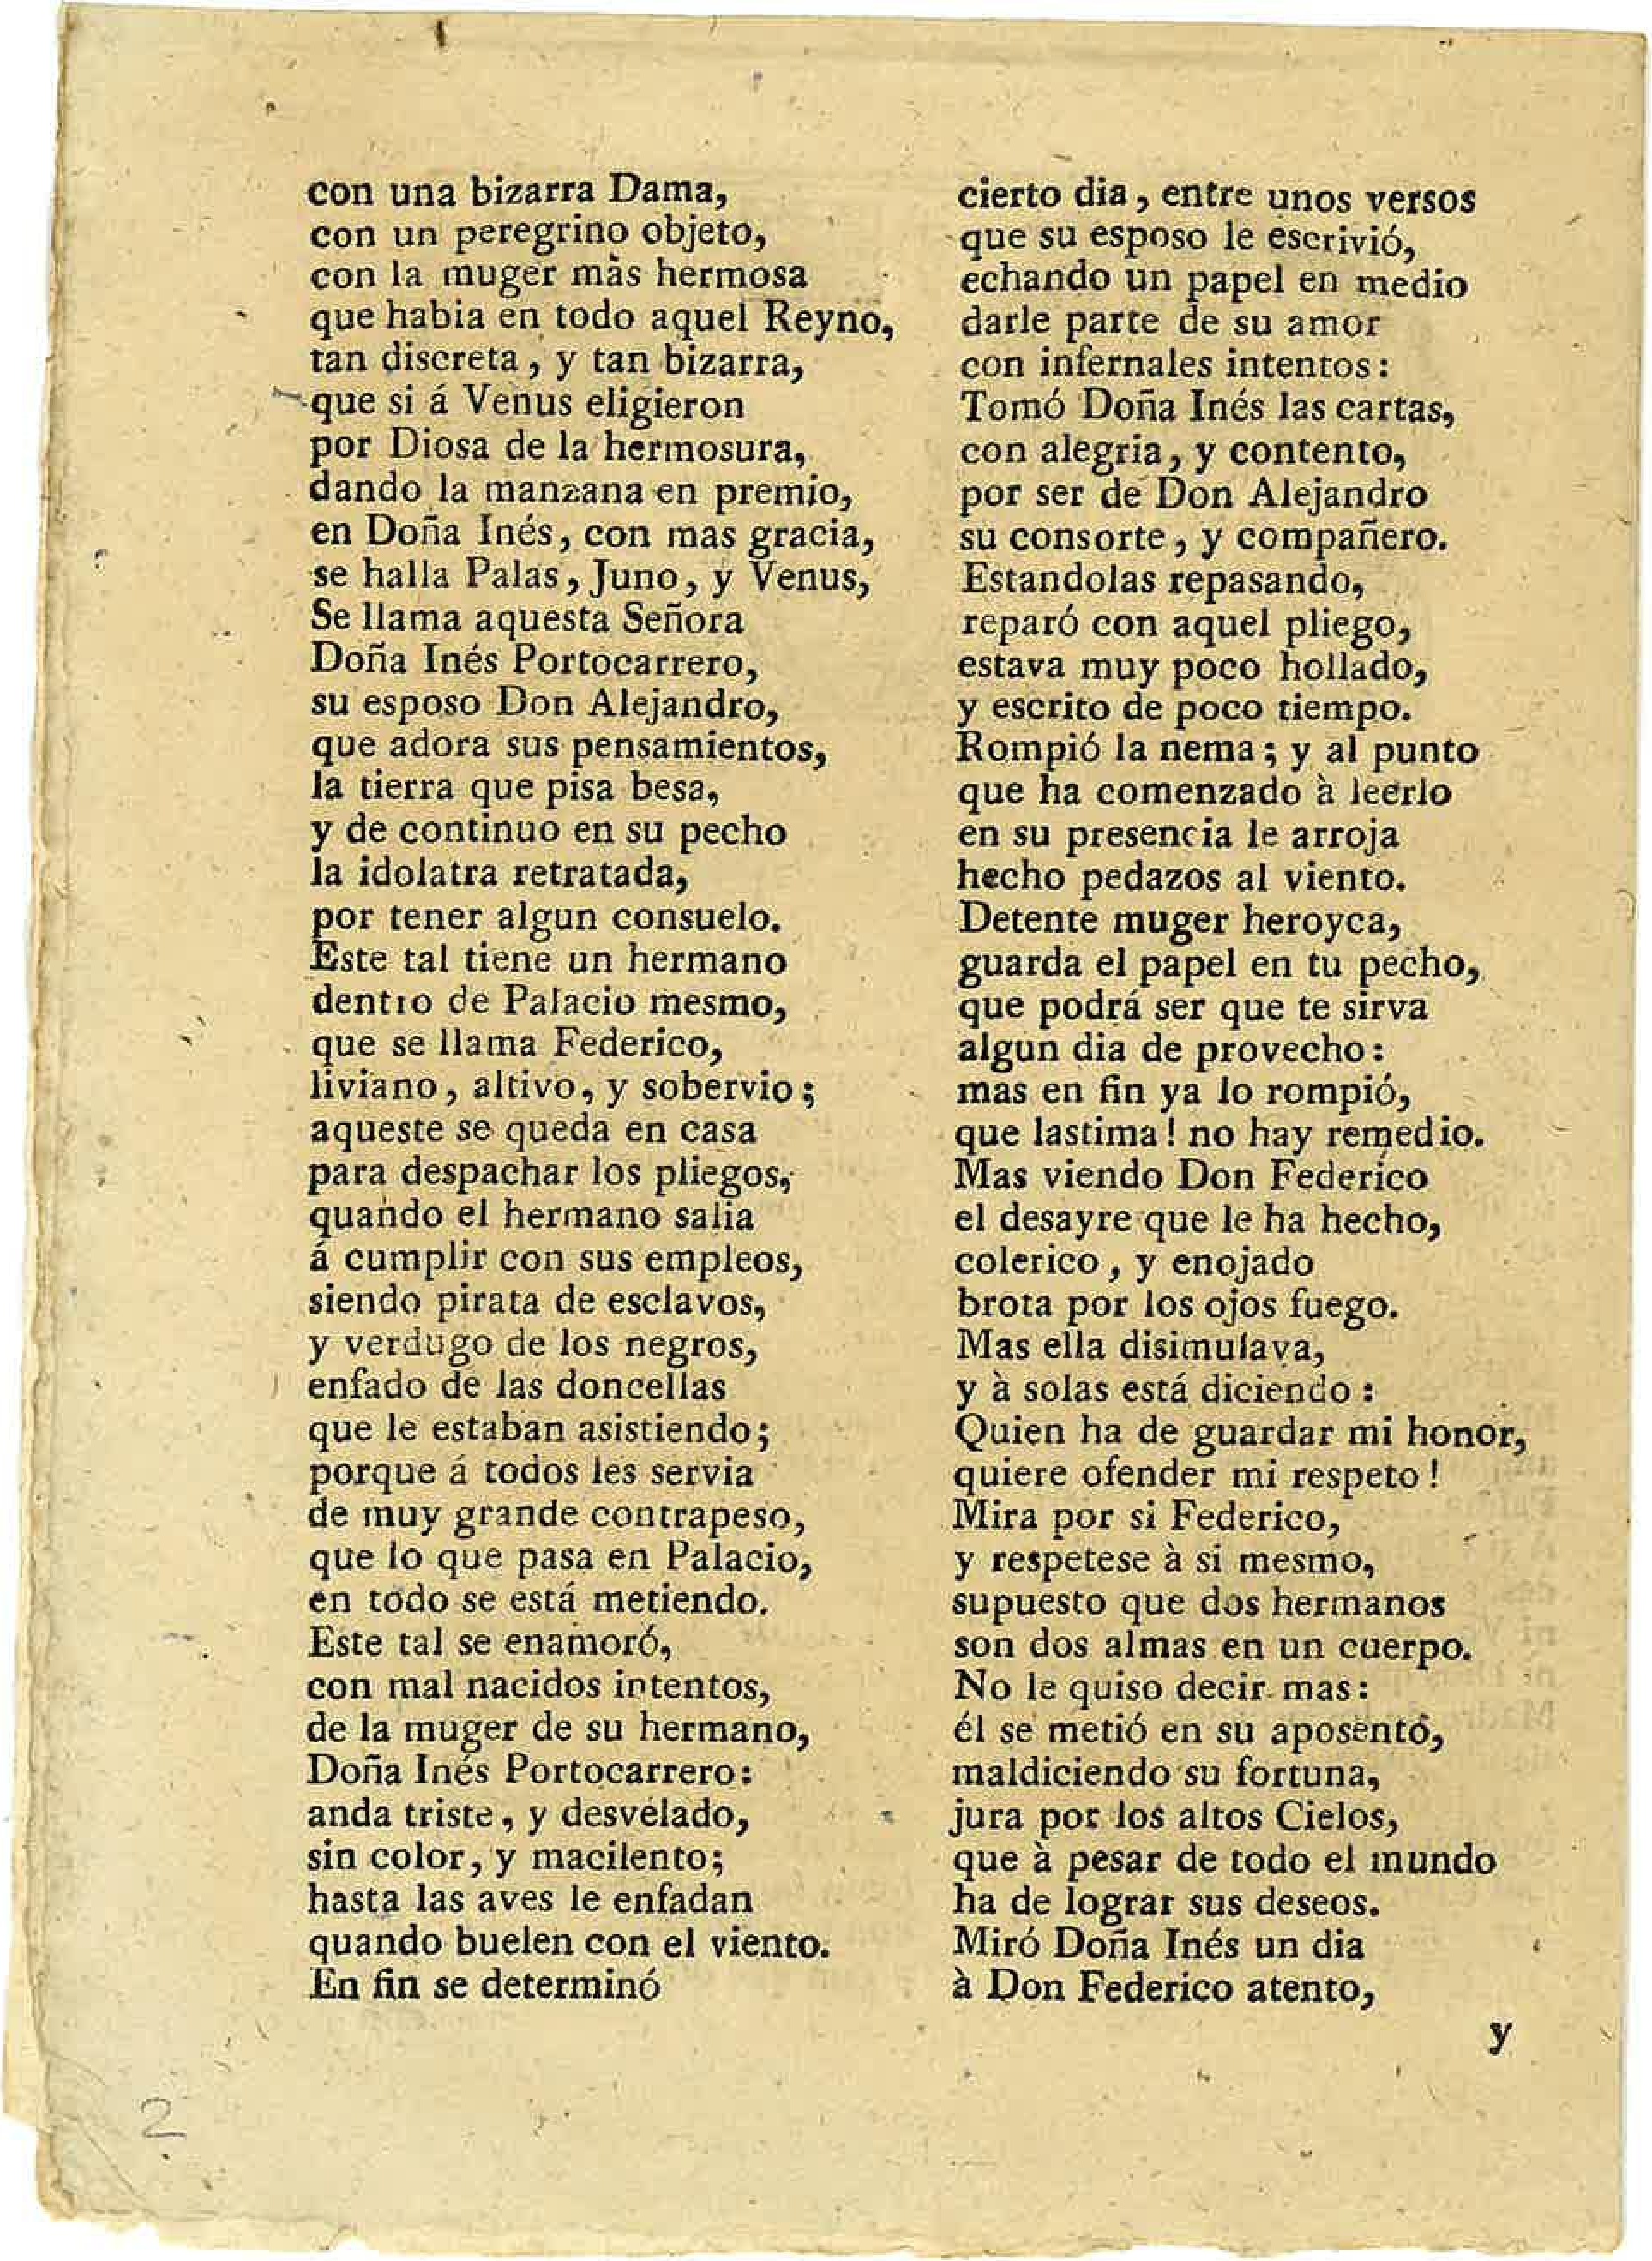 con una bizarra Dama,
con un peregrino objeto,
con la muger màs hermosa
que habia en todo aquel Reyno,
tan discreta, y tan bizarra,
que si á Venus eligieron
por Diosa de la hermosura,
dando la manzana en premio,
en Doña Inés, con mas gracia,
se halla Palas, Juno, y Venus,
Se llama aquesta Señora
Doña Inés Portocarrero,
su esposo Don Alejandro,
que adora sus pensamientos,
la tierra que pisa besa,
y de continuo en su pecho
la idolatra retratada,
por tener algun consuelo.
Este tal tiene un hermano
dentro de Palacio mesmo,
que se llama Federico,
liviano, altivo, y sobervio;
aqueste se queda en casa
para despachar los pliegos,
quando el hermano salia
á cumplir con sus empleos,
siendo pirata de esclavos,
y verdugo de los negros,
enfado de las doncellas
que le estaban asistiendo;
porque á todos les servia
de muy grande contrapeso,
que lo que pasa en Palacio,
en todo se está metiendo.
Este tal se enamoró,
con mal nacidos intentos,
de la muger de su hermano,
Doña Inés Portocarrero:
anda triste, y desvelado,
sin color, y macilento;
hasta las aves le enfadan
quando buelen con el viento.
En fin se determinó
cierto dia, entre unos versos
que su esposo le escrivió,
echando un papel en medio
darle parte de su amor
con infernales intentos:
Tomó Doña Inés las cartas,
con alegria, y contento,
por ser de Don Alejandro
su consorte, y compañero.
Estandolas repasando,
reparó con aquel pliego,
estava muy poco hollado,
y escrito de poco tiempo.
Rompió la nema; y al punto
que ha comenzado à leerlo
en su presencia le arroja
hecho pedazos al viento.
Detente muger heroyca,
guarda el papel en tu pecho,
que podrá ser que te sirva
algun dia de provecho:
mas en fin ya lo rompió,
que lastima! no hay remedio.
Mas viendo Don Federico
el desayre que le ha hecho,
colerico, y enojado
brota por los ojos fuego.
Mas ella disimulava,
y à solas está diciendo:
Quien ha de guardar mi honor,
quiere ofender mi respeto!
Mira por si Federico,
y respetese à si mesmo,
supuesto que dos hermanos
son dos almas en un cuerpo.
No le quiso decir mas:
él se metió en su aposento,
maldiciendo su fortuna,
jura por los altos Cielos,
que à pesar de todo el mundo
ha de lograr sus deseos.
Miró Doña Inés un dia
à Don Federico atento,
y
2